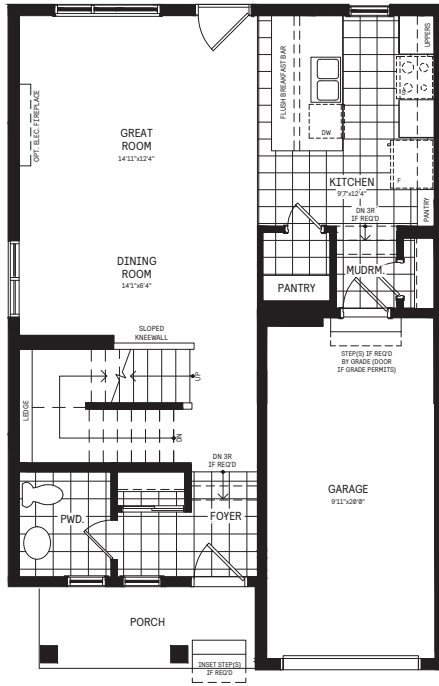 UPPERS
FLUSH BREAKFAST BAR
DW
OPT. ELEC. FIREPLACE
GREAT
ROOM
14'11"x12'4"
KITCHEN
9'7"x12'4"
F
PANTRY
DN 3R
IF REQ'D
DINING
ROOM
14'1"x6'4"
MUDRM.
PANTRY
SLOPED
KNEEWALL
STEP(S) IF REQ'D
BY GRADE (DOOR
IF GRADE PERMITS)
UP
LEDGE
DN
DN 3R
IF REQ'D
GARAGE
9'11"x20'0"
PWD.
FOYER
PORCH
INSET STEP(S)
IF REQ'D